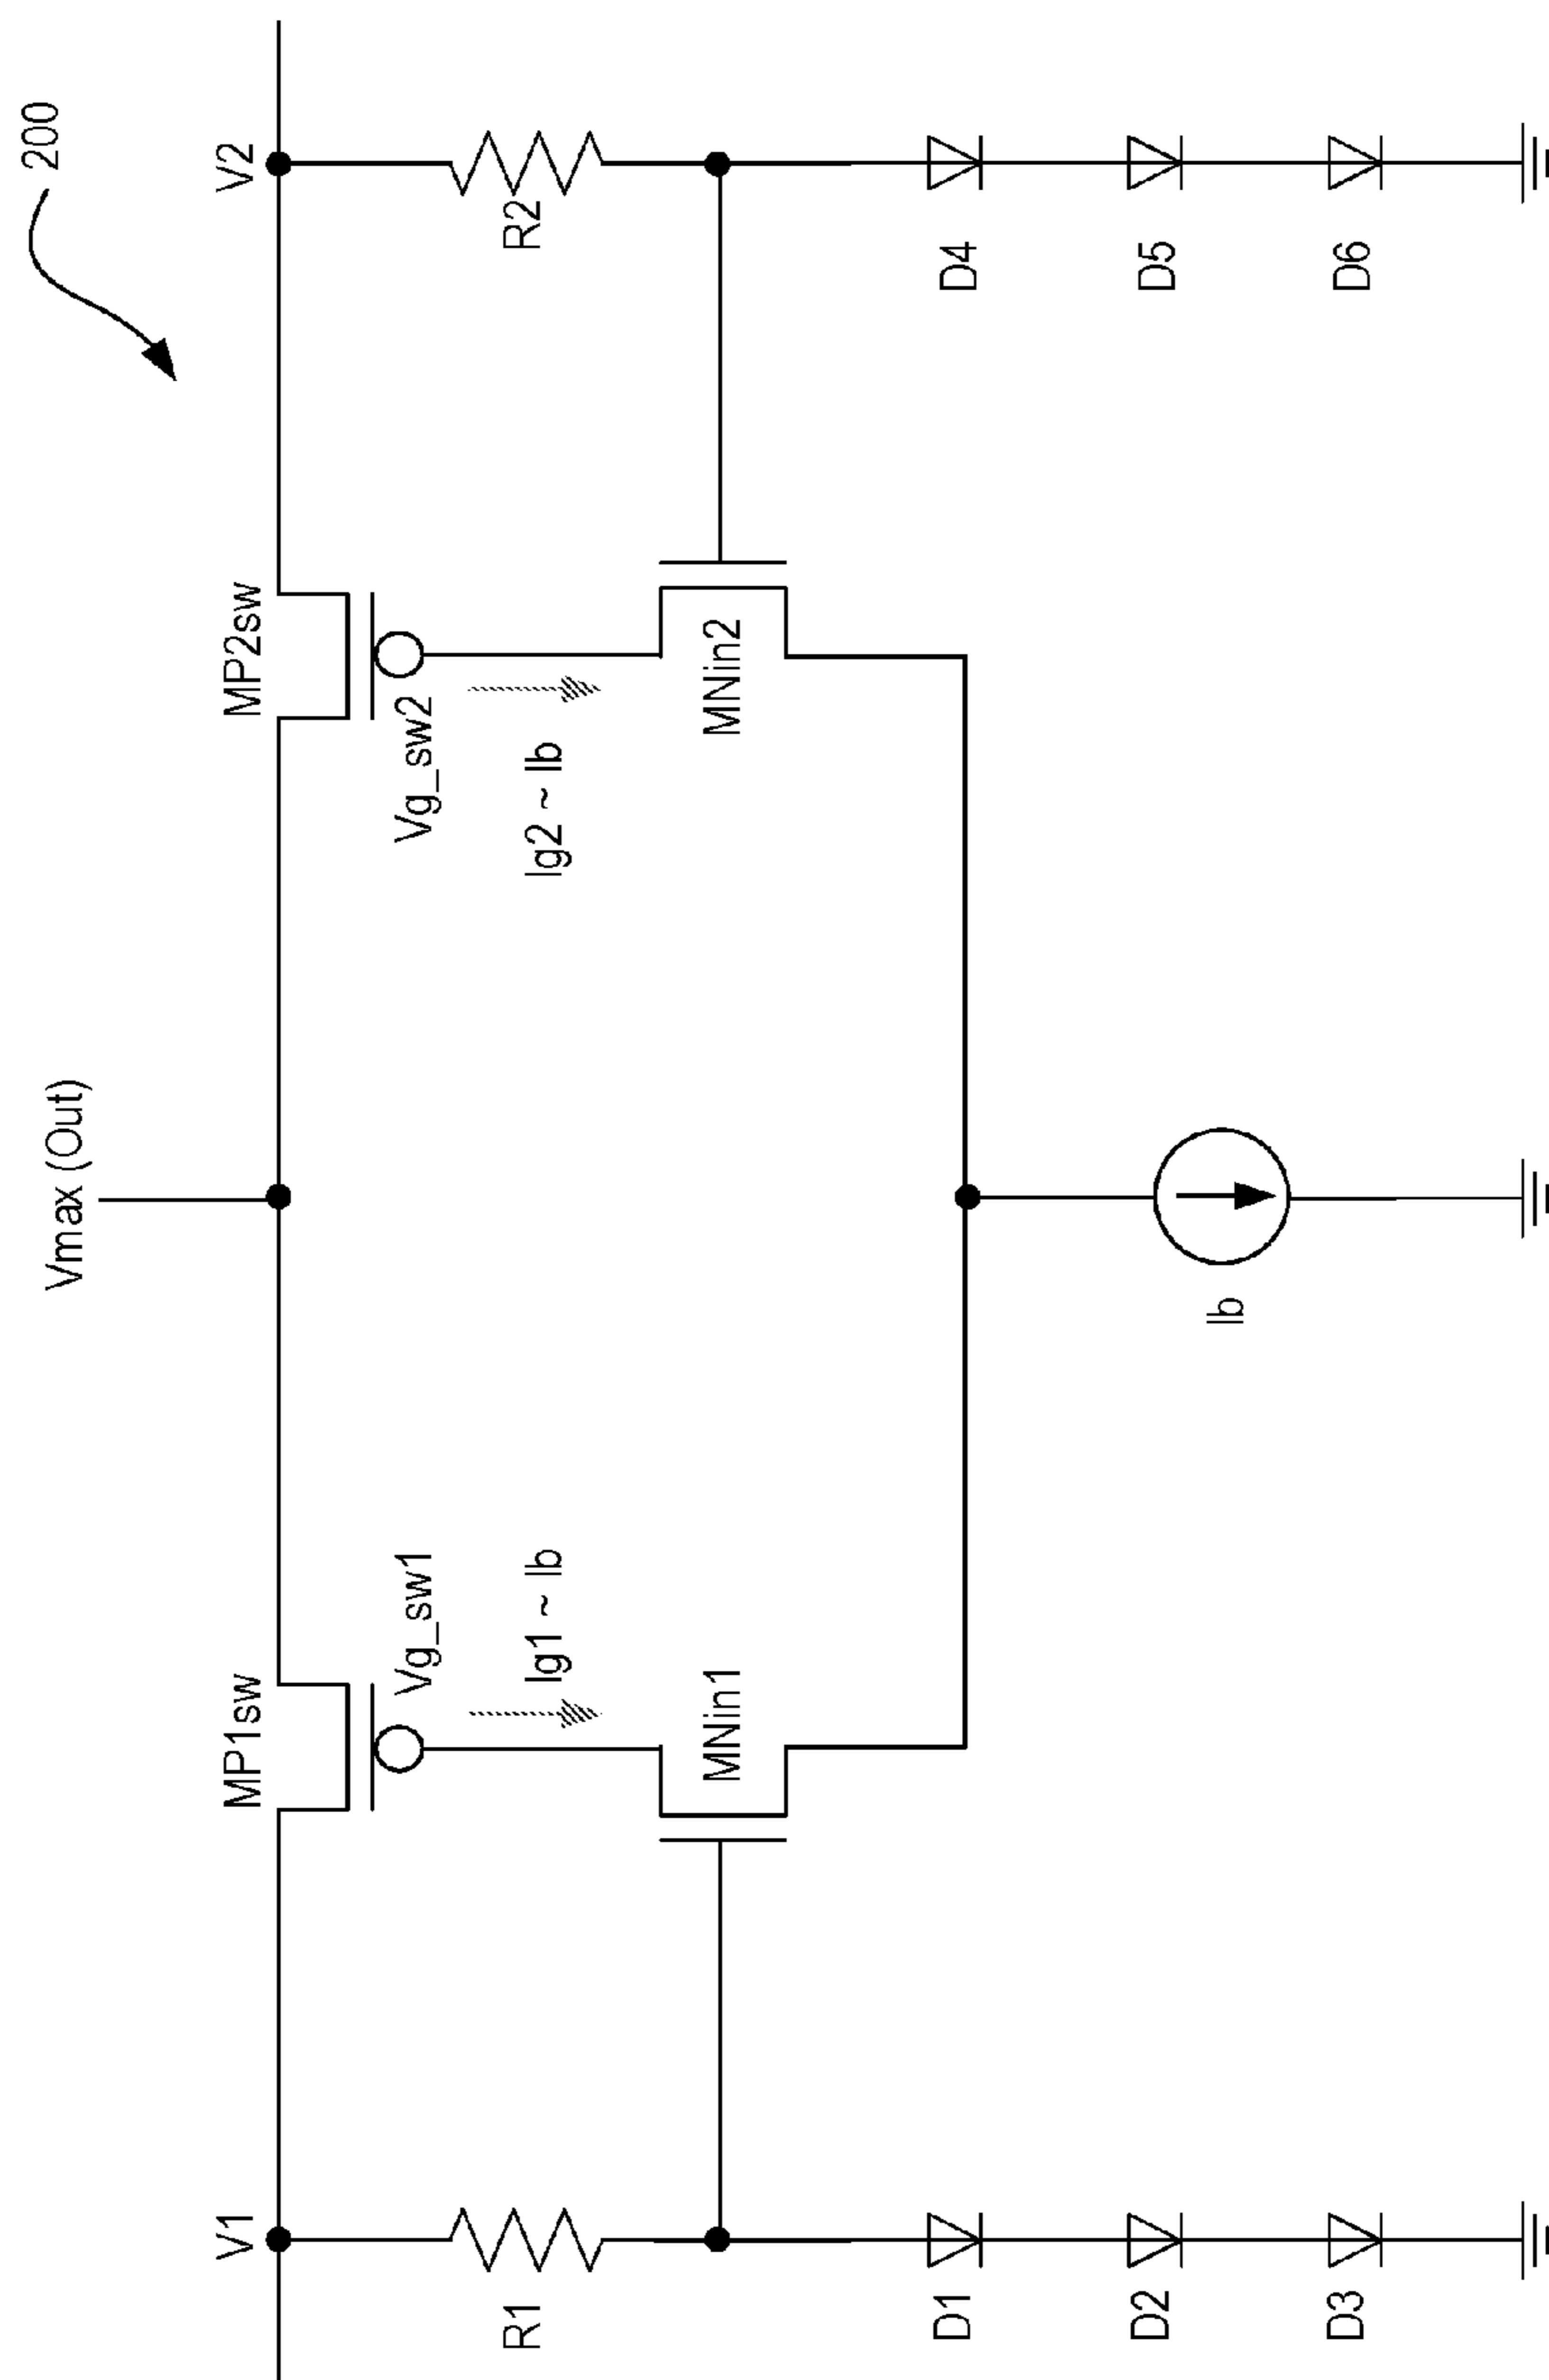 200
Vmax (Out)
V1
MP1sw
MP2sw
V2
Vg_sw1
Vg_sw2
R1
Ig1 ~ Ib
Ig2 ~ Ib
R2
MNin1
MNin2
D1
D4
D2
Ib
D5
D3
D6